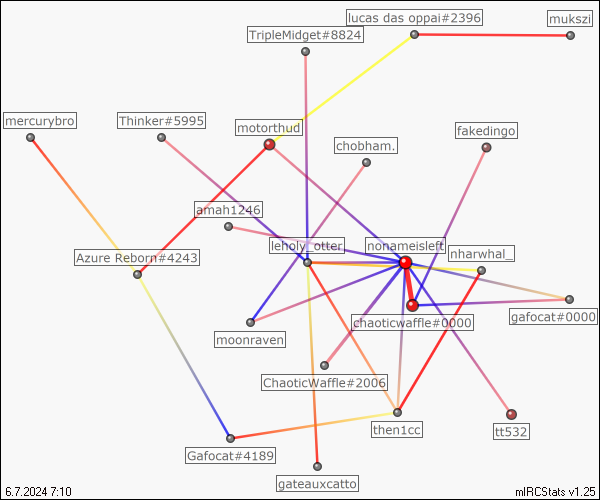 lucas das oppai#2396
mukszi
TripleMidget#8824
mercurybro
Thinker#5995
motorthud
fakedingo
chobham.
amah1246
leholy_otter
nonameisleft
nharwhal_
Azure Reborn#4243
gafocat#0000
chaoticwaffle#0000
moonraven
ChaoticWaffle#2006
then1cc
tt532
Gafocat#4189
gateauxcatto
6.7.2024 7:10
mIRCStats v1.25